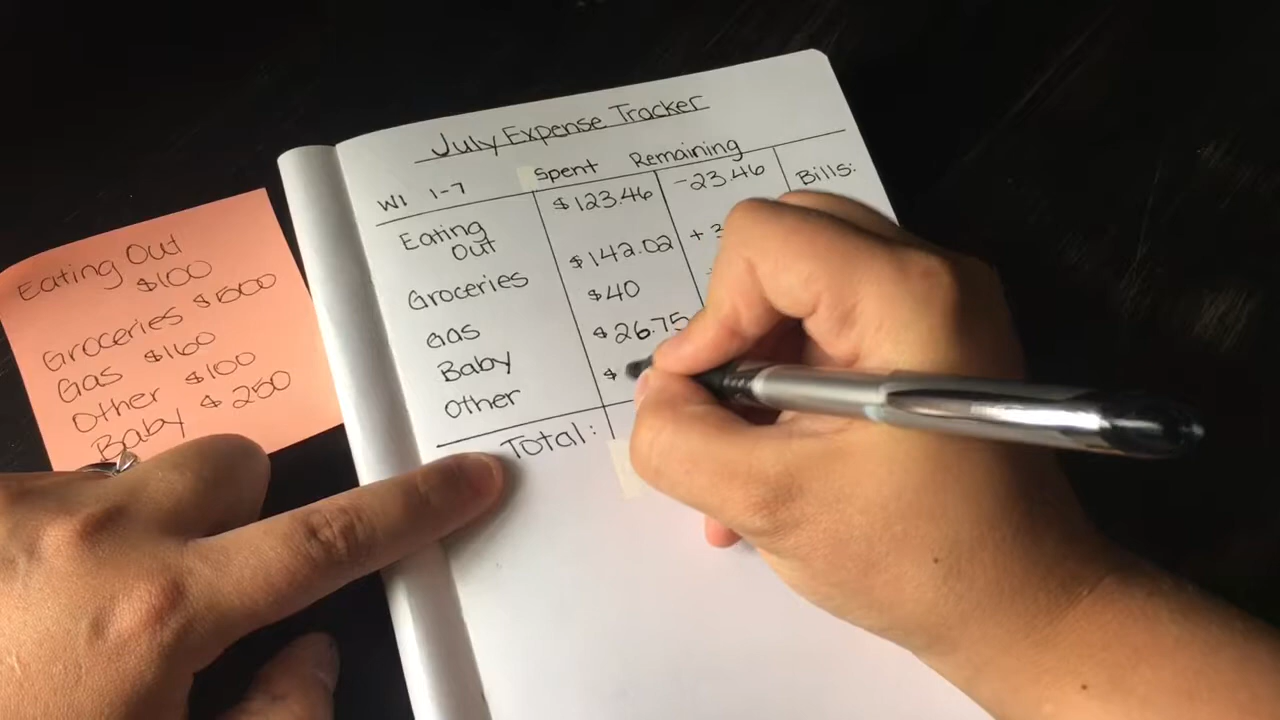 July Expense Tracker
W1 1-7 Spent Remaining
Eating Out $123.46 -23.46 Bills:
Groceries $142.02 + 3
Gas $40
Baby $26.75
Other $
Total:
Eating Out
$100
Groceries $500
Gas $160
Other $100
Baby $250